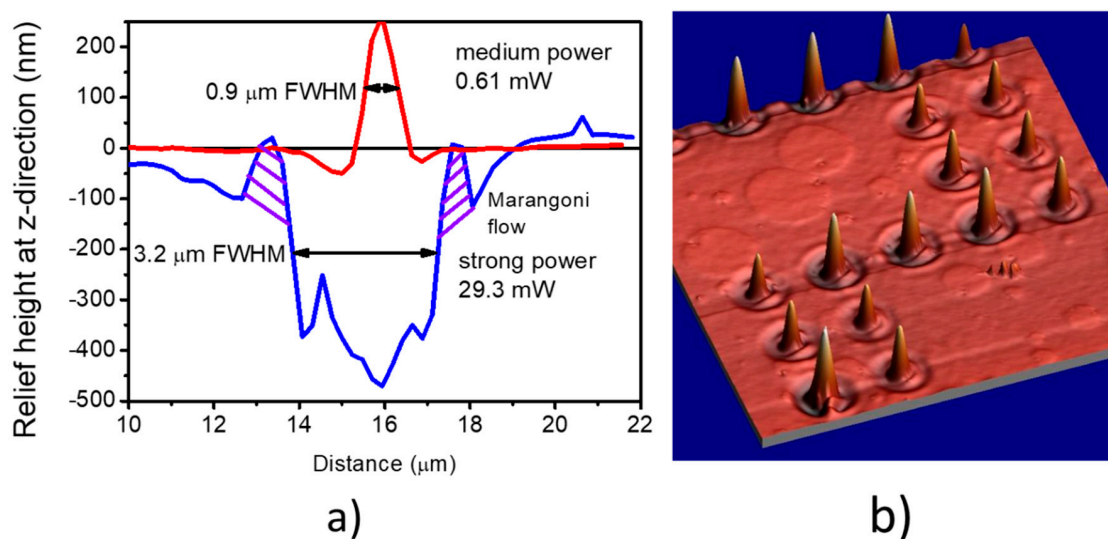 Relief height at z-direction (nm)
200
100
0
-100
-200
-300
-400
-500
medium power
0.61 mW
0.9 μm FWHM
Marangoni
flow
3.2 μm FWHM
strong power
29.3 mW
10 12 14 16 18 20 22
Distance (μm)
a)
b)